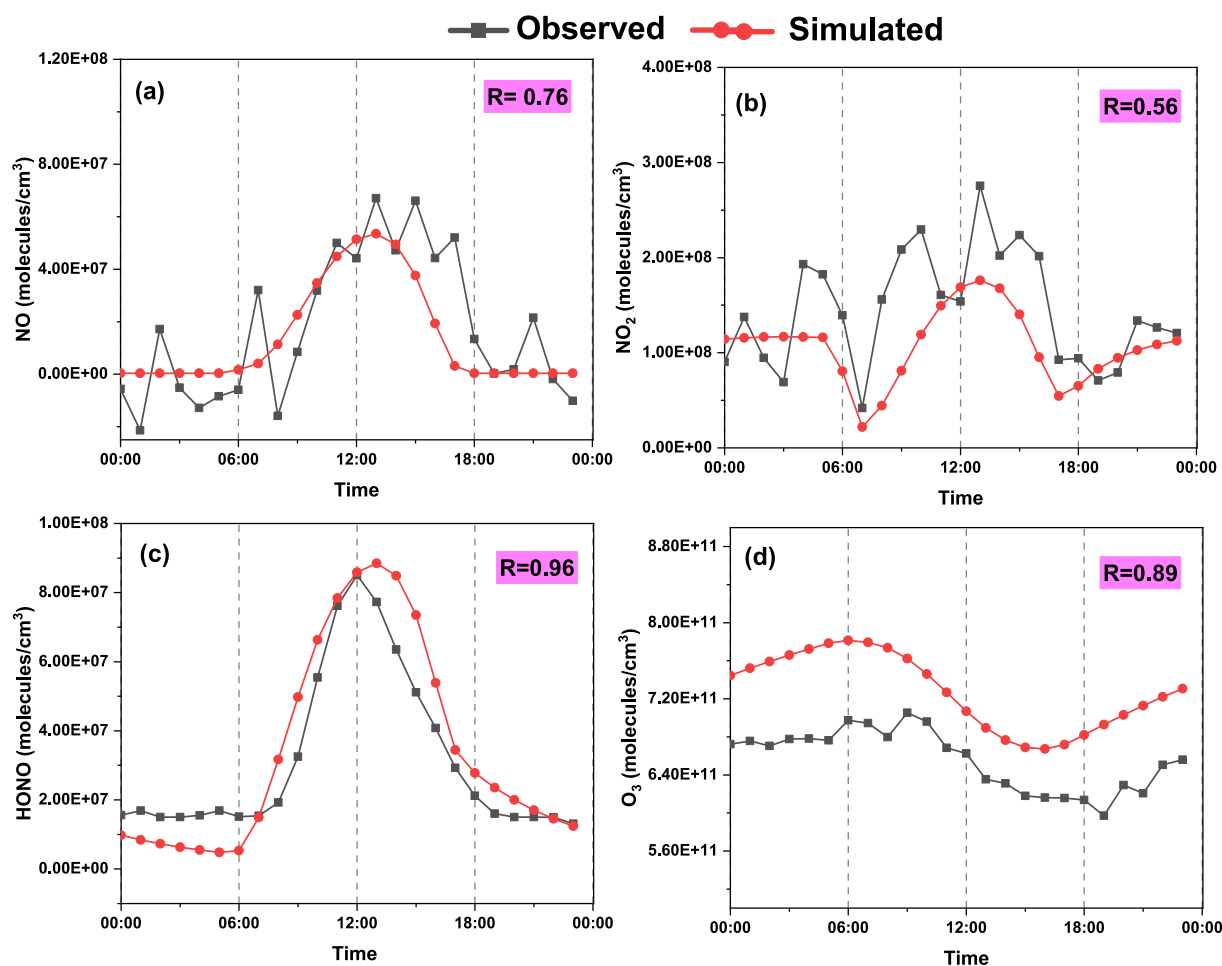 Observed Simulated
(a)
R= 0.76
1.20E+08
8.00E+07
4.00E+07
0.00E+00
NO (molecules/cm³)
00:00 06:00 12:00 18:00 00:00
Time
(b)
R=0.56
4.00E+08
3.00E+08
2.00E+08
1.00E+08
0.00E+00
NO₂ (molecules/cm³)
00:00 06:00 12:00 18:00 00:00
Time
(c)
R=0.96
1.00E+08
8.00E+07
6.00E+07
4.00E+07
2.00E+07
0.00E+00
HONO (molecules/cm³)
00:00 06:00 12:00 18:00 00:00
Time
(d)
R=0.89
8.80E+11
8.00E+11
7.20E+11
6.40E+11
5.60E+11
O₃ (molecules/cm³)
00:00 06:00 12:00 18:00 00:00
Time